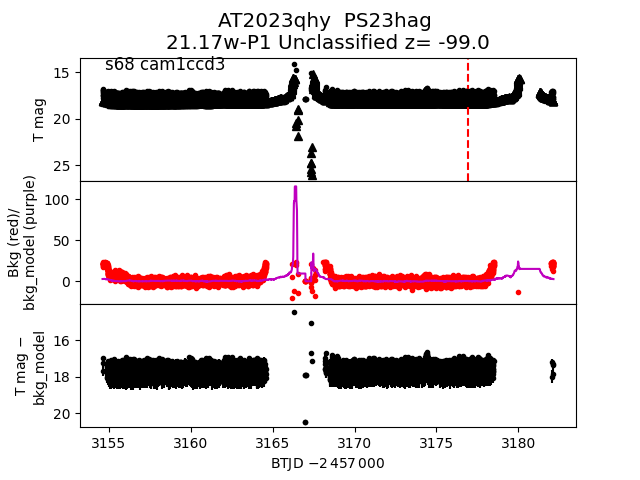 AT2023qhy  PS23hag
21.17w-P1 Unclassified z= -99.0
s68 cam1ccd3
15
20
25
T mag
100
50
0
Bkg (red)/
bkg_model (purple)
16
18
20
T mag −
bkg_model
3155 3160 3165 3170 3175 3180
BTJD −2 457 000